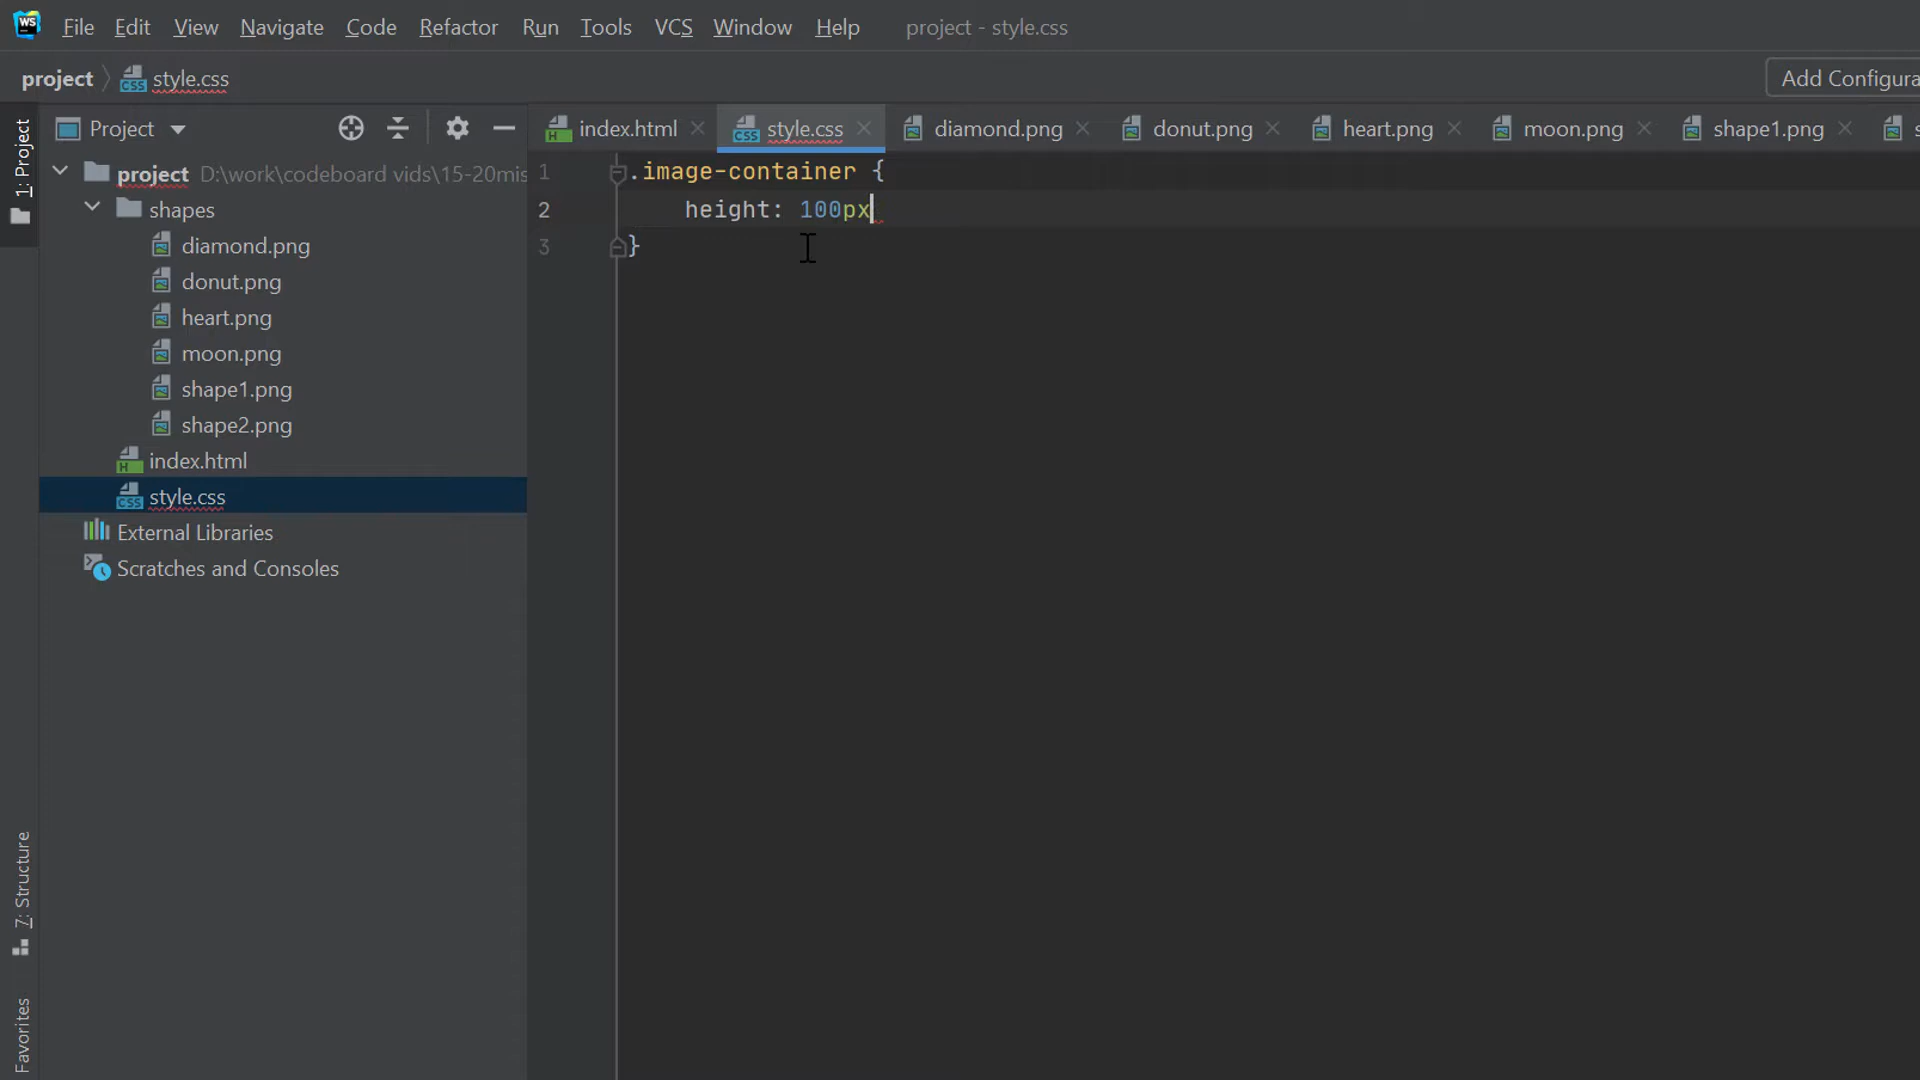 WS File Edit View Navigate Code Refactor Run Tools VCS Window Help project - style.css
project style.css Add Configura
1: Project
Project
index.html style.css diamond.png donut.png heart.png moon.png shape1.png s
project D:\work\codeboard vids\15-20mis
shapes
diamond.png
donut.png
heart.png
moon.png
shape1.png
shape2.png
index.html
style.css
External Libraries
Scratches and Consoles
1 .image-container {
2 height: 100px
3 }
7: Structure
Favorites